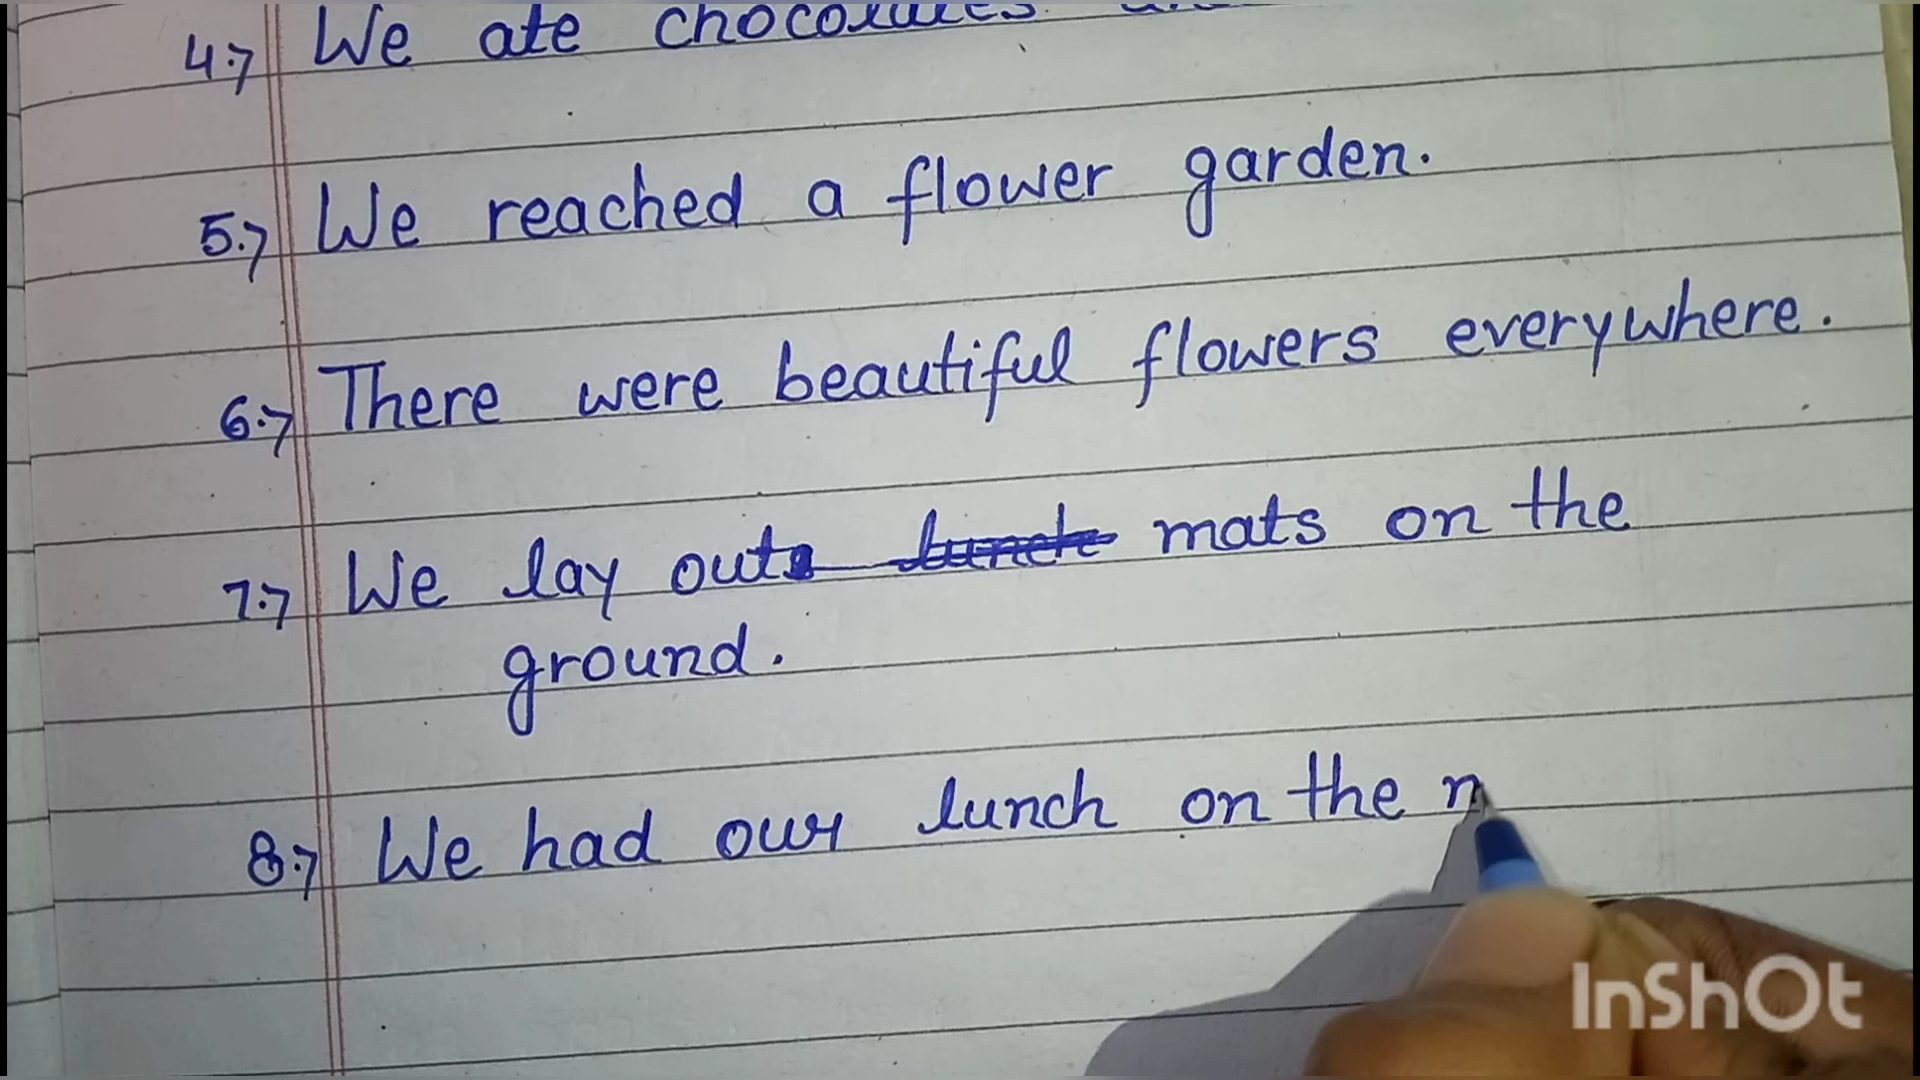 4.) We ate chocolates
5.) We reached a flower garden.
6.) There were beautiful flowers everywhere.
7.) We lay out mats on the
ground.
8.) We had our lunch on the
InShOt